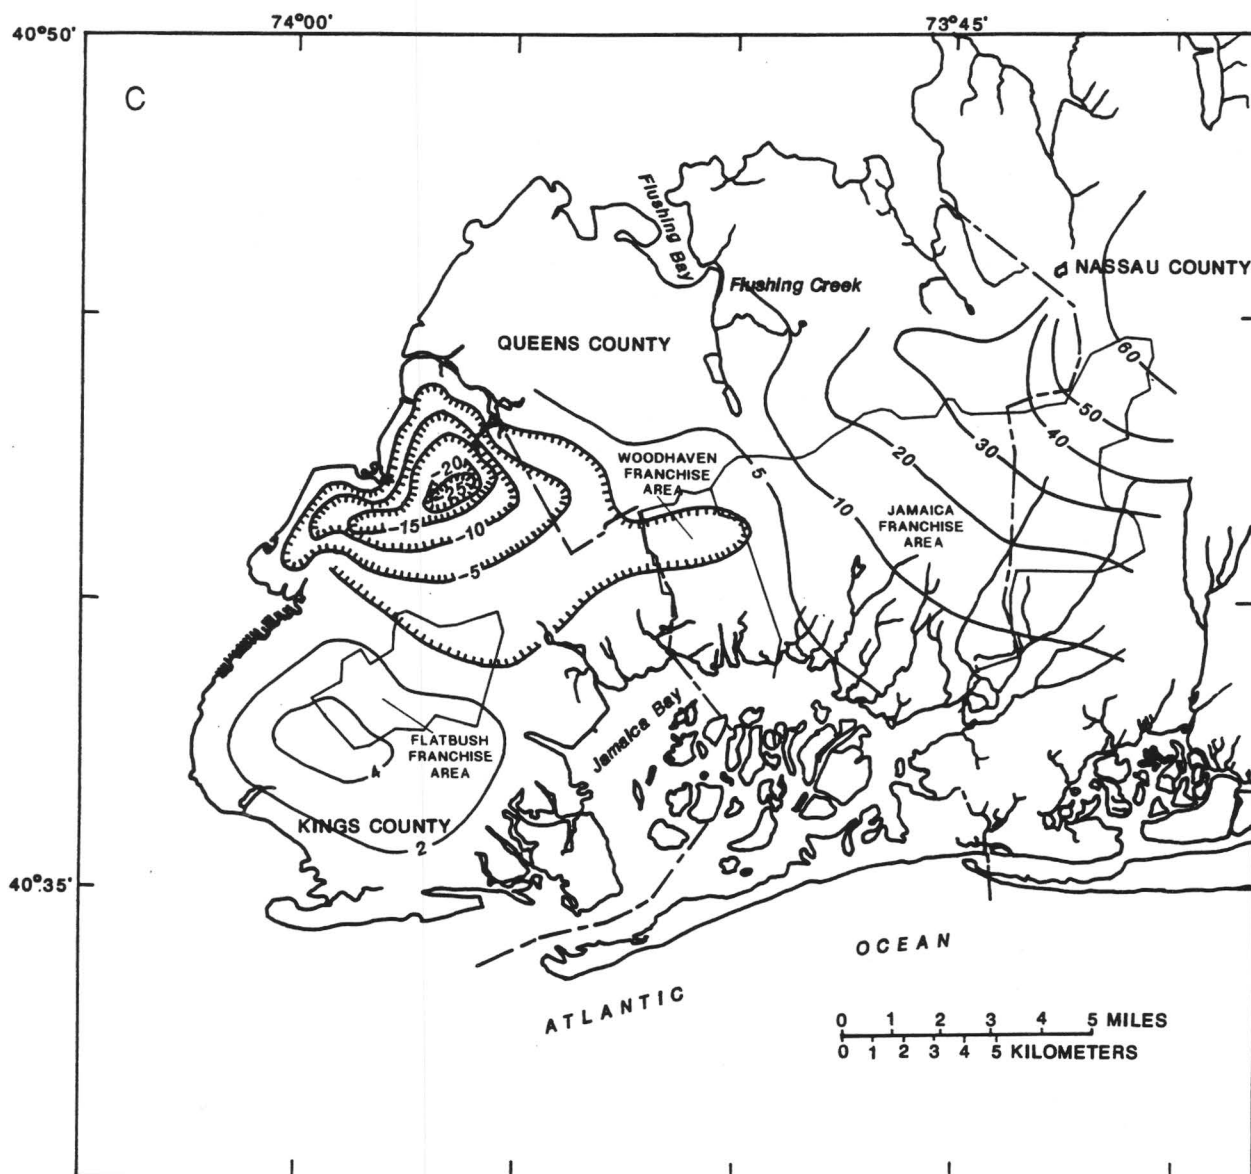 74°00'
73°45'
40°50'
C
Flushing Bay
NASSAU COUNTY
Flushing Creek
QUEENS COUNTY
60
50
40
30
20
10
5
WOODHAVEN
FRANCHISE
AREA
JAMAICA
FRANCHISE
AREA
-20
-25
-15
-10
-5
Jamaica Bay
FLATBUSH
FRANCHISE
AREA
4
KINGS COUNTY
2
40°35'
OCEAN
ATLANTIC
0 1 2 3 4 5 MILES
0 1 2 3 4 5 KILOMETERS